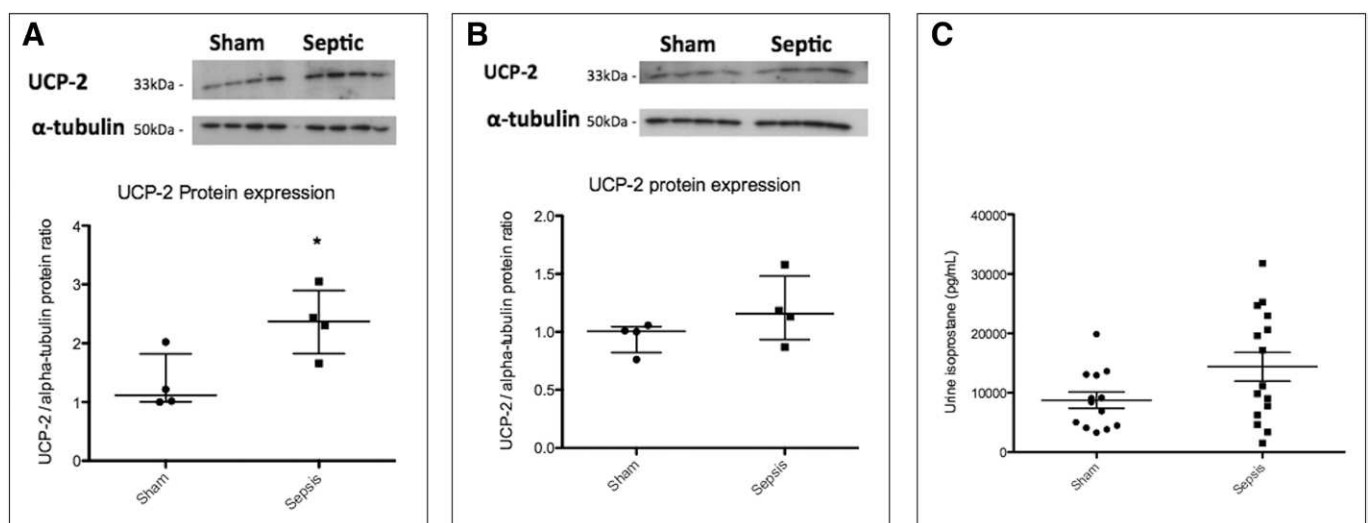 A
Sham Septic
UCP-2 33kDa -
α-tubulin 50kDa -
UCP-2 Protein expression
UCP-2 / alpha-tubulin protein ratio
4
3
2
1
0
*
Sham
Sepsis
B
Sham Septic
UCP-2 33kDa -
α-tubulin 50kDa -
UCP-2 protein expression
UCP-2 / alpha-tubulin protein ratio
2.0
1.5
1.0
0.5
0.0
Sham
Sepsis
C
Urine isoprostane (pg/mL)
40000
30000
20000
10000
0
Sham
Sepsis